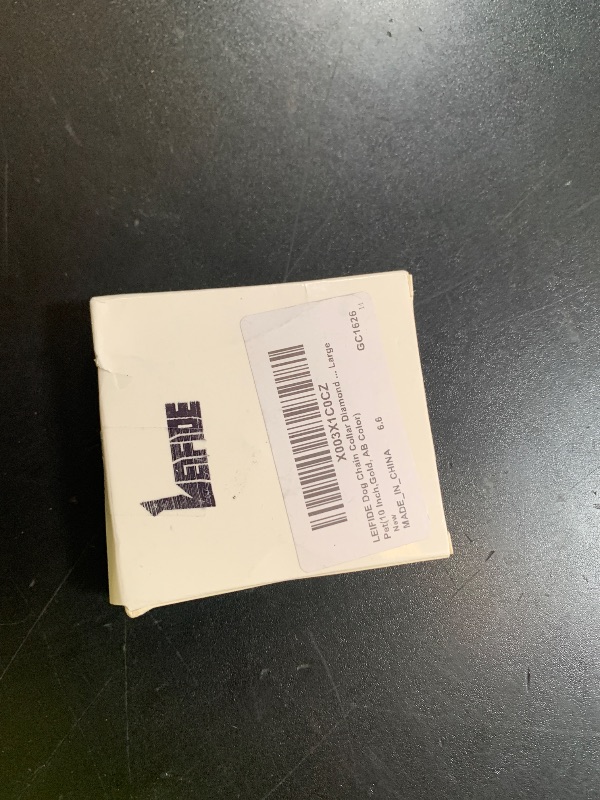 LEIFIDE
X003X1C0CZ
LEIFIDE Dog Chain Collar Diamond ... Large
Pet(10 Inch,Gold, AB Color)
New
MADE_IN_CHINA 6.6 GC1626